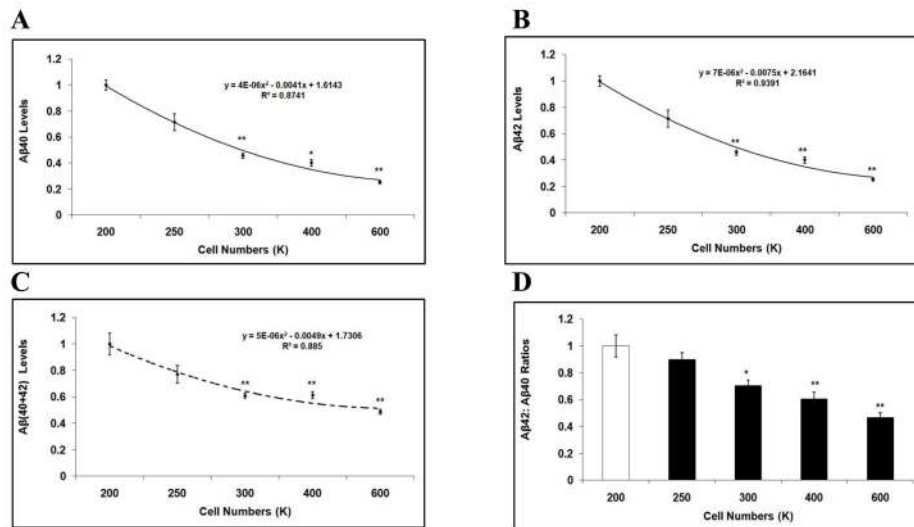 A
Aβ40 Levels
1.2
1
0.8
0.6
0.4
0.2
0
y = 4E-06x² - 0.0041x + 1.6143
R² = 0.8741
**
*
**
200 250 300 400 600
Cell Numbers (K)
B
Aβ42 Levels
1.2
1
0.8
0.6
0.4
0.2
0
y = 7E-06x² - 0.0075x + 2.1641
R² = 0.9391
**
**
**
200 250 300 400 600
Cell Numbers (K)
C
Aβ(40+42) Levels
1.2
1
0.8
0.6
0.4
0.2
0
y = 5E-06x² - 0.0049x + 1.7306
R² = 0.885
**
**
**
200 250 300 400 600
Cell Numbers (K)
D
Aβ42: Aβ40 Ratios
1.2
1
0.8
0.6
0.4
0.2
0
*
**
**
200 250 300 400 600
Cell Numbers (K)